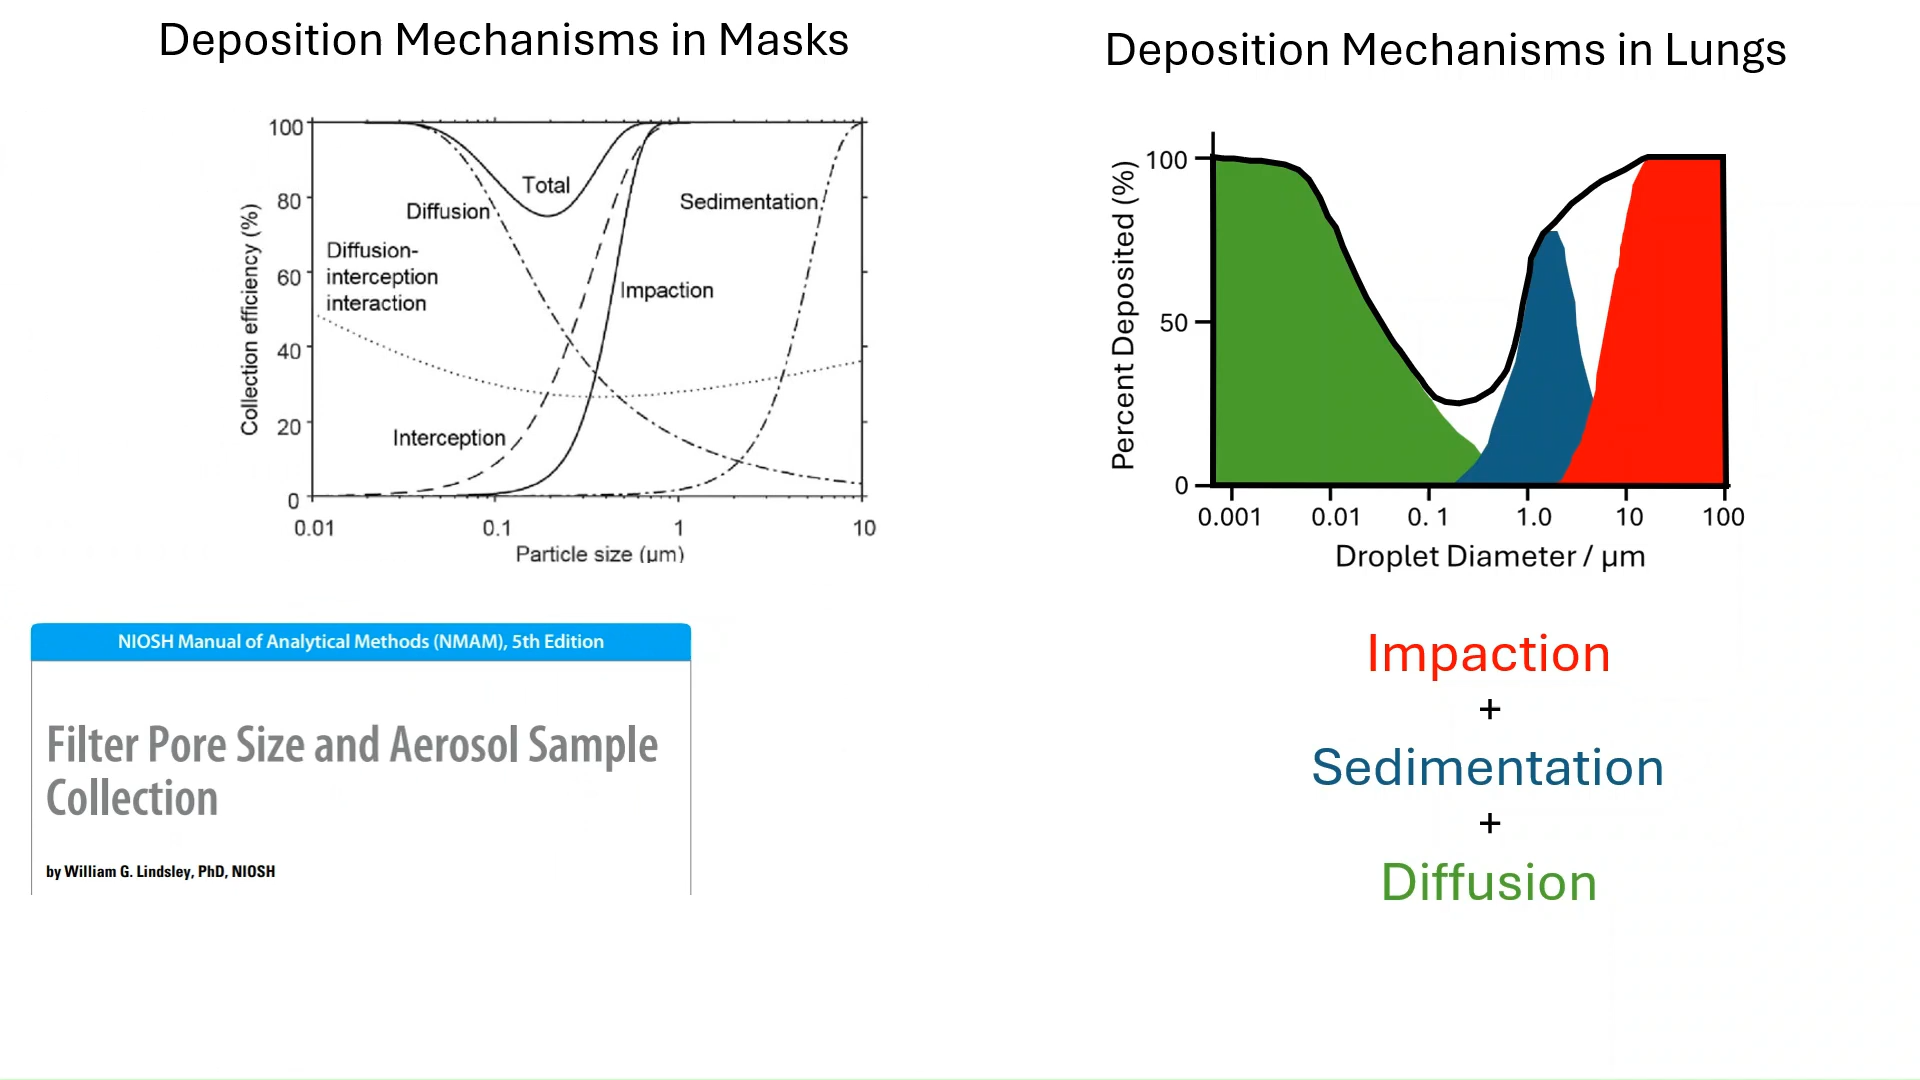 Deposition Mechanisms in Masks
100
80
60
40
20
0
Collection efficiency (%)
Total
Diffusion
Sedimentation
Diffusion-
interception
interaction
Impaction
Interception
0.01
0.1
1
10
Particle size (µm)
NIOSH Manual of Analytical Methods (NMAM), 5th Edition
Filter Pore Size and Aerosol Sample
Collection
by William G. Lindsley, PhD, NIOSH
Deposition Mechanisms in Lungs
Percent Deposited (%)
100
50
0
0.001
0.01
0.1
1.0
10
100
Droplet Diameter / µm
Impaction
+
Sedimentation
+
Diffusion